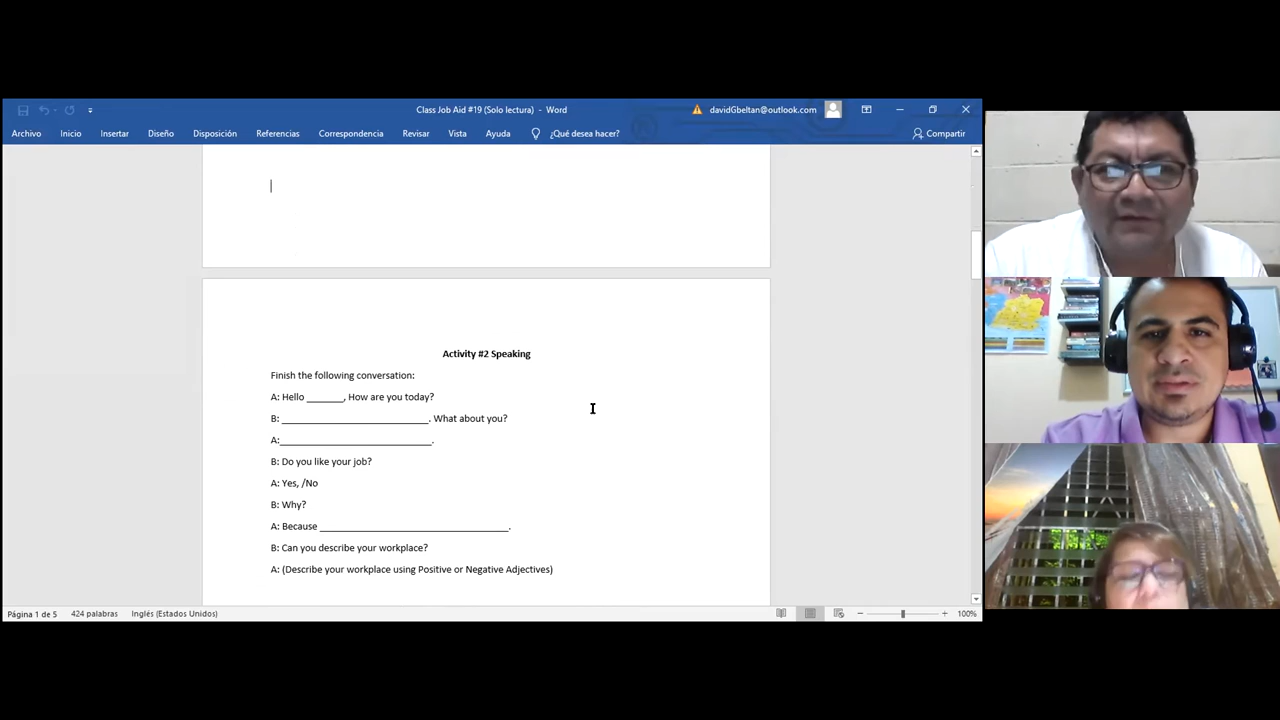 Class Job Aid #19 (Solo lectura) - Word
davidGbeltan@outlook.com
Archivo Inicio Insertar Diseño Disposición Referencias Correspondencia Revisar Vista Ayuda ¿Qué desea hacer? Compartir
Activity #2 Speaking
Finish the following conversation:
A: Hello _______, How are you today?
B: ____________________________. What about you?
A:_____________________________.
B: Do you like your job?
A: Yes, /No
B: Why?
A: Because ____________________________________.
B: Can you describe your workplace?
A: (Describe your workplace using Positive or Negative Adjectives)
Página 1 de 5 424 palabras Inglés (Estados Unidos) 100%